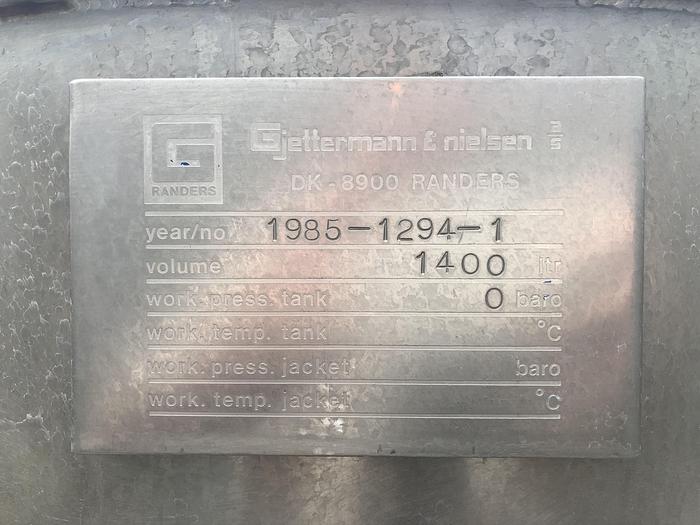 G
RANDERS
Gjettermann & nielsen A/S
DK-8900 RANDERS
year/no 1985-1294-1
volume 1400 ltr
work. press. tank 0 baro
work. temp. tank °C
work. press. jacket baro
work. temp. jacket °C